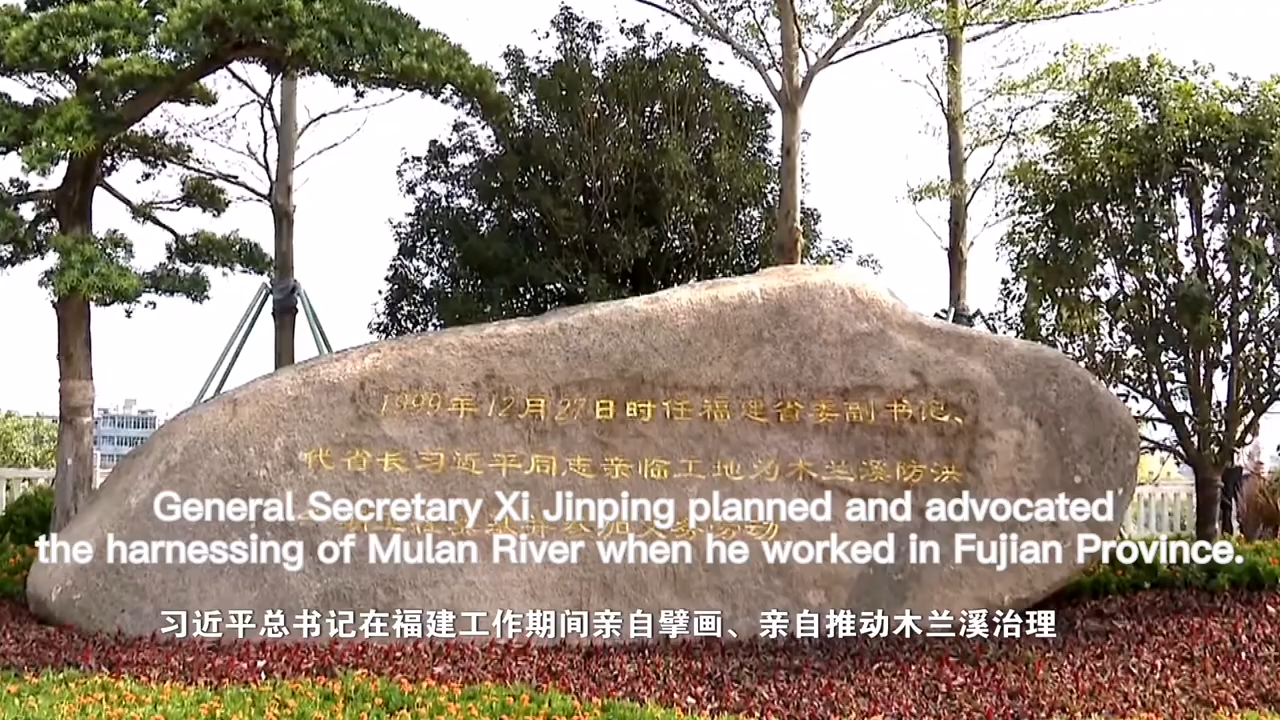 1999年12月27日时任福建省委副书记、
代省长习近平同志亲临工地为木兰溪防洪
General Secretary Xi Jinping planned and advocated
the harnessing of Mulan River when he worked in Fujian Province.
习近平总书记在福建工作期间亲自擘画、亲自推动木兰溪治理